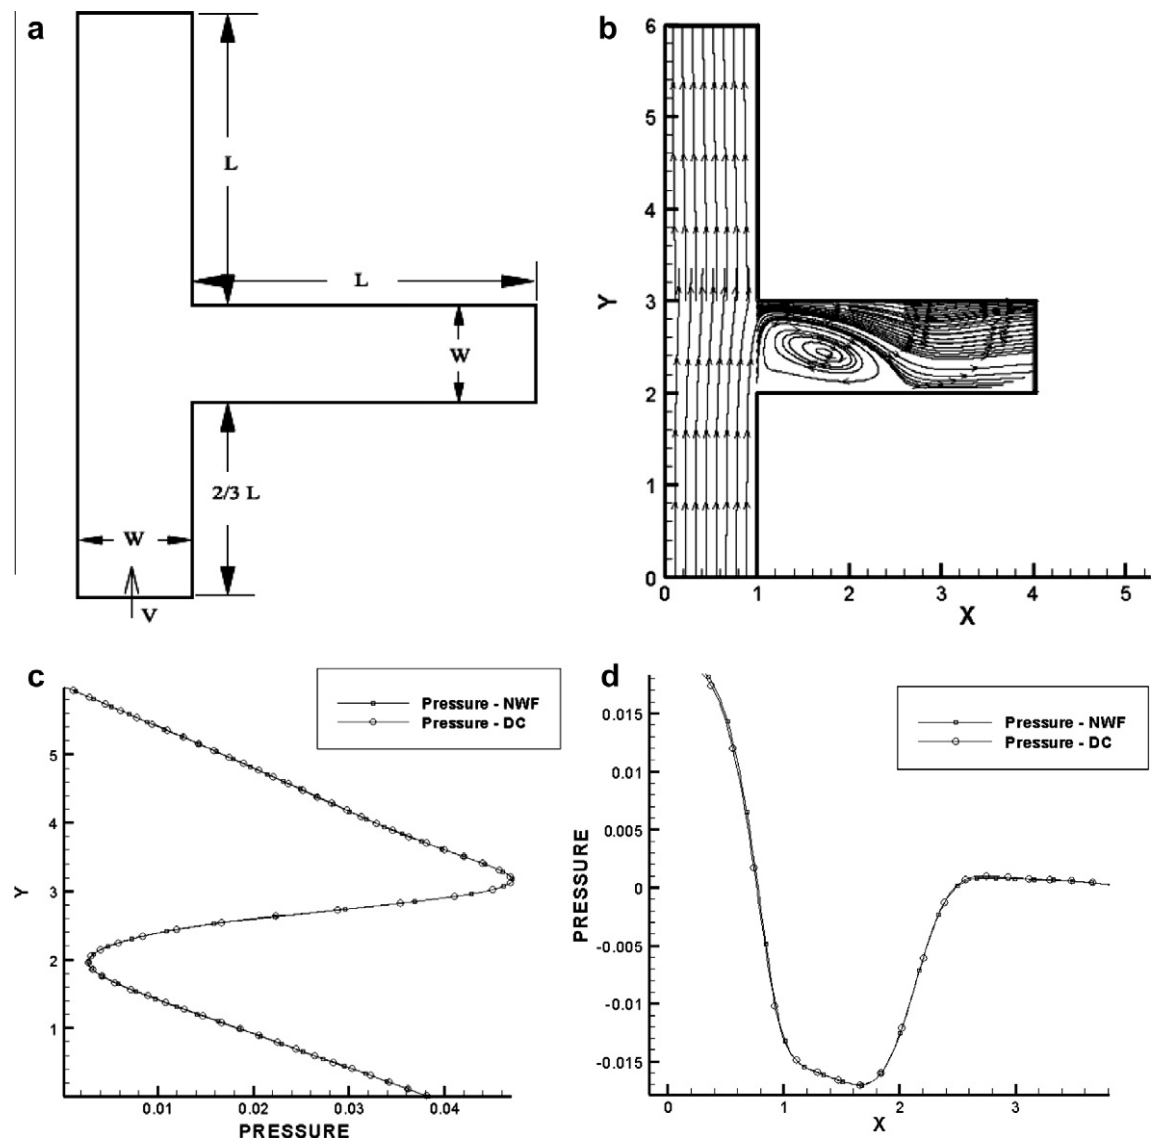 a
L
L
W
2/3 L
W
V
b
6
5
4
3
2
1
0
Y
0
1
2
3
4
5
X
c
Pressure - NWF
Pressure - DC
5
4
3
2
1
Y
0.01
0.02
0.03
0.04
PRESSURE
d
Pressure - NWF
Pressure - DC
0.015
0.01
0.005
0
-0.005
-0.01
-0.015
PRESSURE
0
1
2
3
X